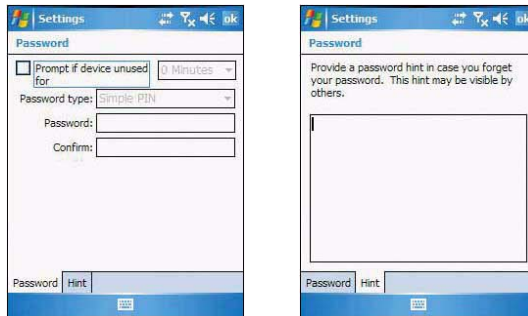 Settings
ok
Password
Prompt if device unused
for
0 Minutes
Password type:
Simple PIN
Password:
Confirm:
Password
Hint
Settings
ok
Password
Provide a password hint in case you forget
your password. This hint may be visible by
others.
Password
Hint